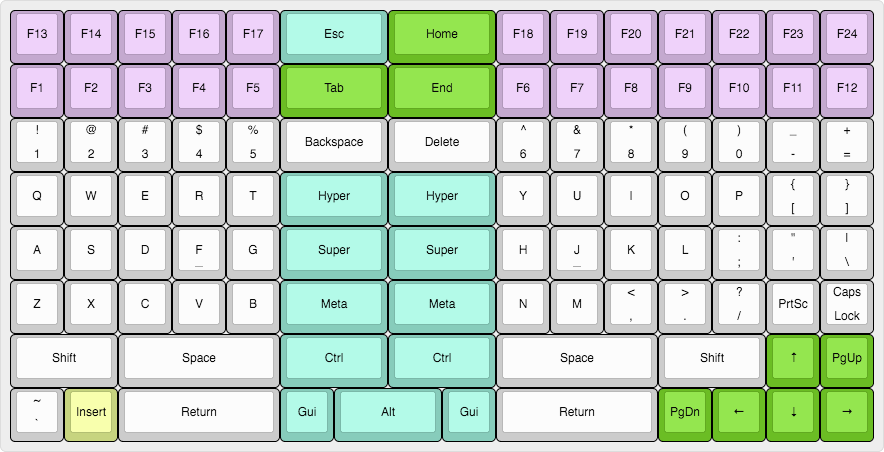 F13 F14 F15 F16 F17 Esc Home F18 F19 F20 F21 F22 F23 F24
F1 F2 F3 F4 F5 Tab End F6 F7 F8 F9 F10 F11 F12
! @ # $ % ^ & * ( ) _ +
1 2 3 4 5 Backspace Delete 6 7 8 9 0 - =
Q W E R T Hyper Hyper Y U I O P { }
[ ]
A S D F G Super Super H J K L : " |
_ _ ; ' \
Z X C V B Meta Meta N M < > ? PrtSc Caps
, . / Lock
Shift Space Ctrl Ctrl Space Shift ↑ PgUp
~ Insert Return Gui Alt Gui Return PgDn ← ↓ →
`